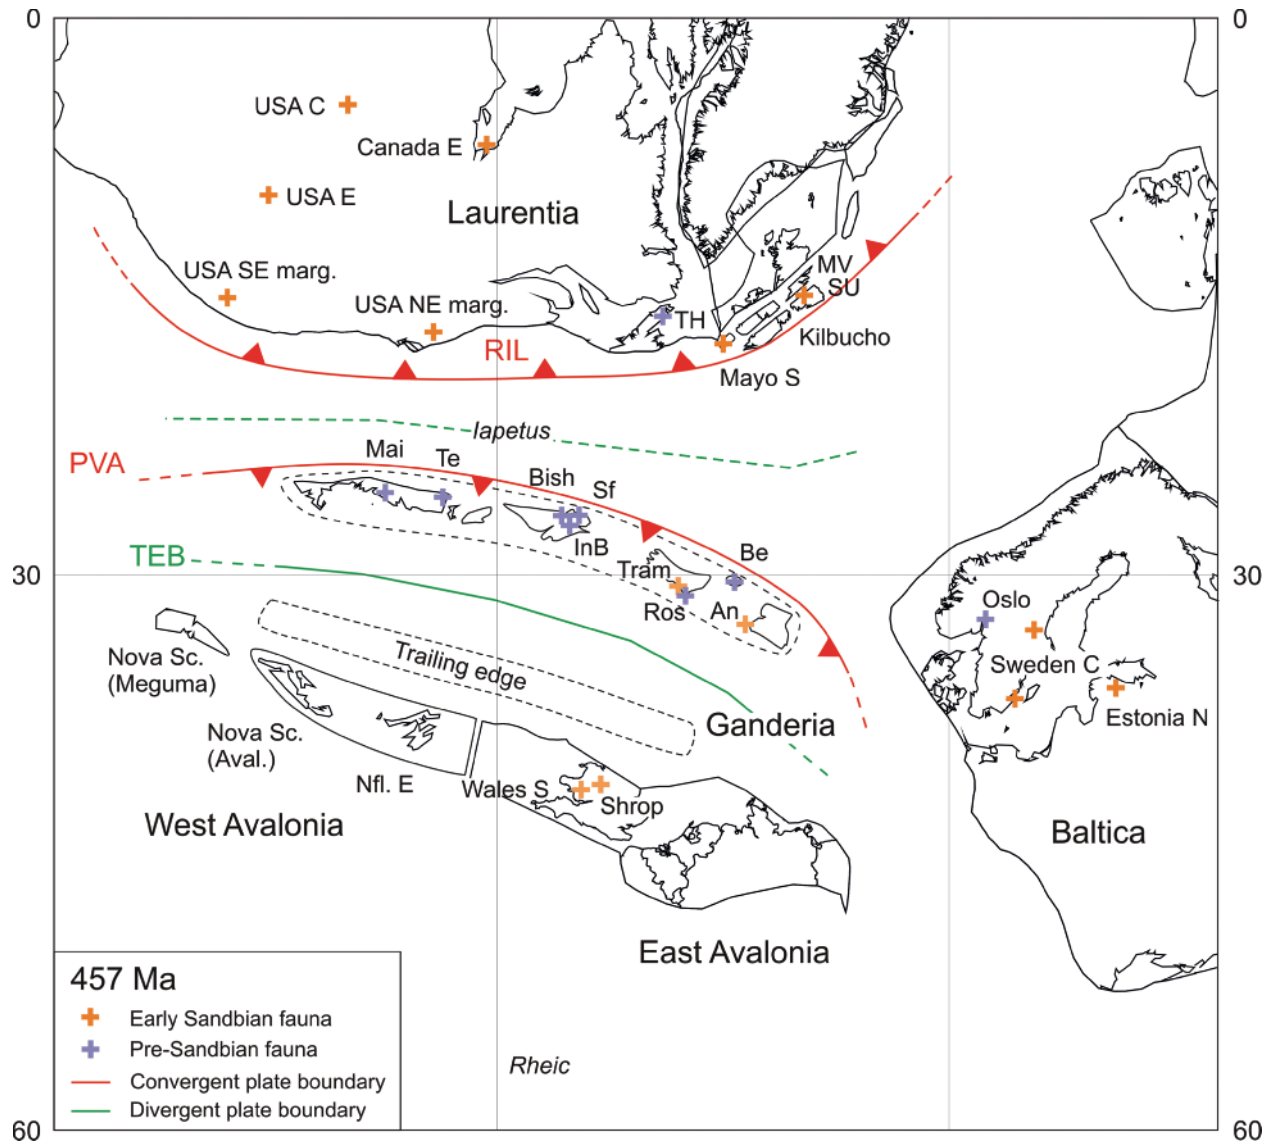 0
0
USA C
Canada E
USA E
Laurentia
USA SE marg.
MV
SU
USA NE marg.
TH
Kilbucho
RIL
Mayo S
Iapetus
PVA
Mai
Te
Bish
Sf
InB
TEB
Be
30
30
Tram
Ros
An
Oslo
Trailing edge
Nova Sc.
(Meguma)
Sweden C
Estonia N
Nova Sc.
(Aval.)
Ganderia
Nfl. E
Wales S
Shrop
West Avalonia
Baltica
East Avalonia
457 Ma
Early Sandbian fauna
Pre-Sandbian fauna
Convergent plate boundary
Divergent plate boundary
Rheic
60
60